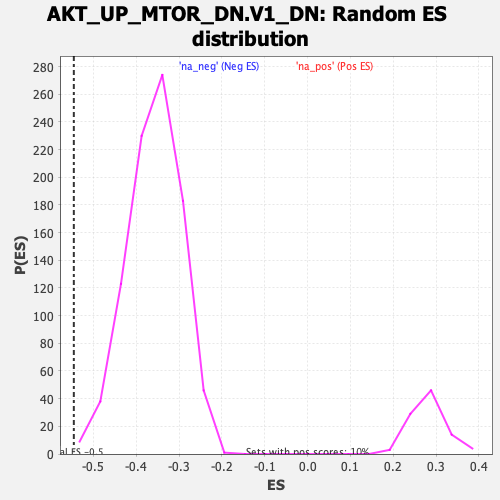 AKT_UP_MTOR_DN.V1_DN: Random ES
distribution
'na_neg' (Neg ES) 'na_pos' (Pos ES)
280
260
240
220
200
180
160
140
120
100
80
60
40
20
0
P(ES)
al ES -0.5
Sets with pos scores: 10%
-0.5 -0.4 -0.3 -0.2 -0.1 0.0 0.1 0.2 0.3 0.4
ES